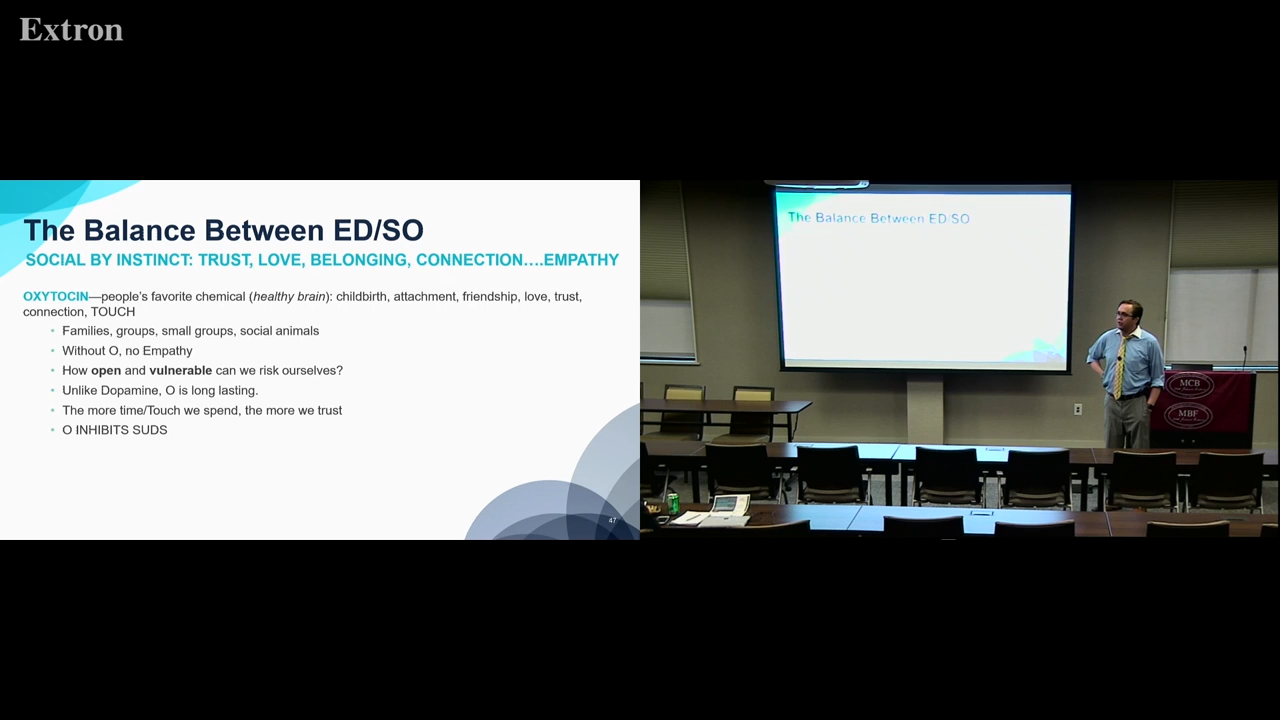 Extron
The Balance Between ED/SO
SOCIAL BY INSTINCT: TRUST, LOVE, BELONGING, CONNECTION….EMPATHY
OXYTOCIN—people’s favorite chemical (healthy brain): childbirth, attachment, friendship, love, trust,
connection, TOUCH
• Families, groups, small groups, social animals
• Without O, no Empathy
• How open and vulnerable can we risk ourselves?
• Unlike Dopamine, O is long lasting.
• The more time/Touch we spend, the more we trust
• O INHIBITS SUDS
47
The Balance Between ED/SO
MCB
MBF